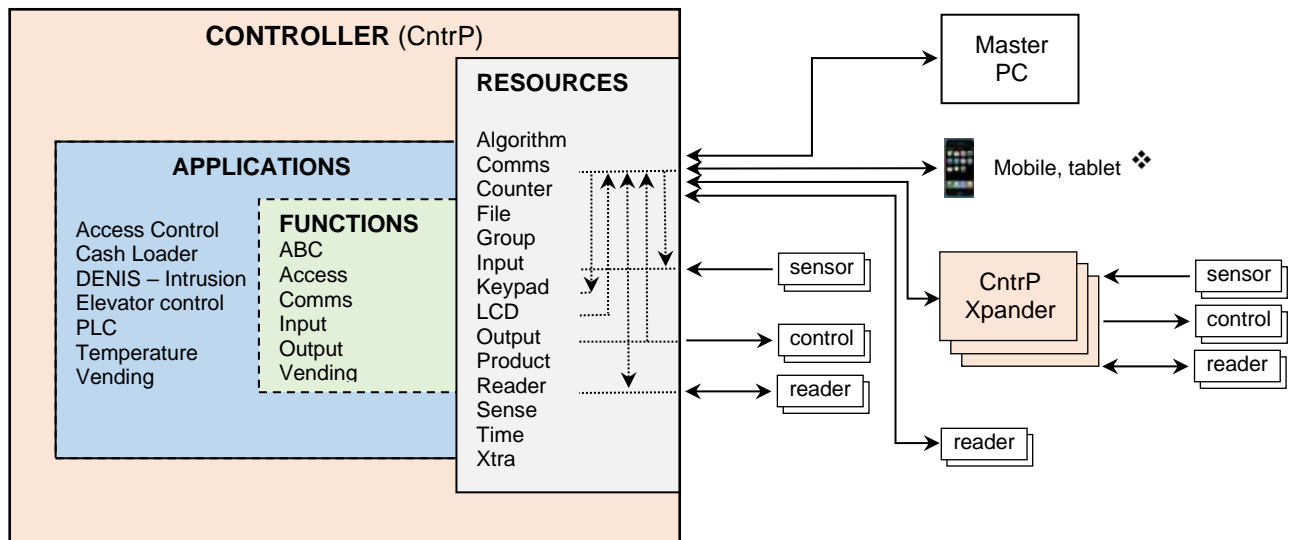 CONTROLLER (CntrP)
RESOURCES
Algorithm
Comms
Counter
File
Group
Input
Keypad
LCD
Output
Product
Reader
Sense
Time
Xtra
APPLICATIONS
Access Control
Cash Loader
DENIS – Intrusion
Elevator control
PLC
Temperature
Vending
FUNCTIONS
ABC
Access
Comms
Input
Output
Vending
Master
PC
Mobile, tablet ❖
sensor
control
reader
CntrP
Xpander
sensor
control
reader
reader